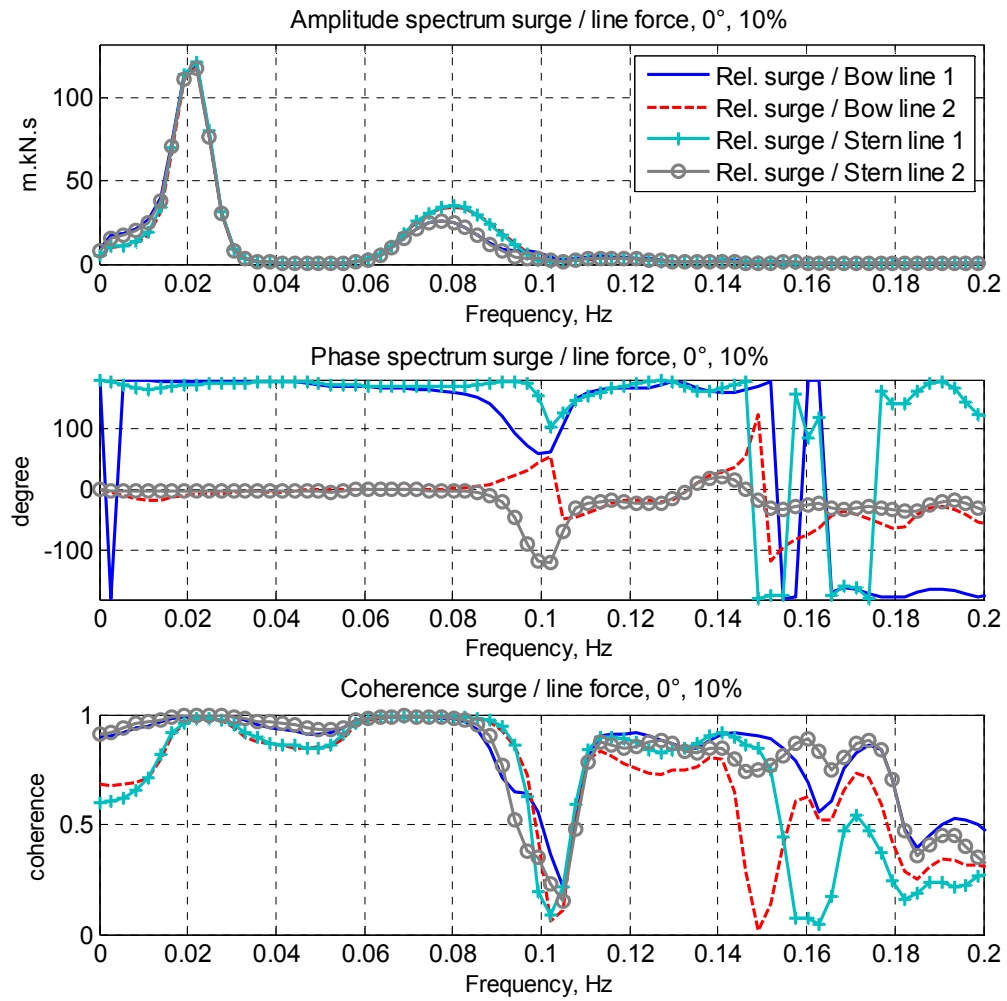 Amplitude spectrum surge / line force, 0°, 10%
m.kN.s
100
50
0
0 0.02 0.04 0.06 0.08 0.1 0.12 0.14 0.16 0.18 0.2
Frequency, Hz
Rel. surge / Bow line 1
Rel. surge / Bow line 2
Rel. surge / Stern line 1
Rel. surge / Stern line 2
Phase spectrum surge / line force, 0°, 10%
degree
100
0
-100
0 0.02 0.04 0.06 0.08 0.1 0.12 0.14 0.16 0.18 0.2
Frequency, Hz
Coherence surge / line force, 0°, 10%
coherence
1
0.5
0
0 0.02 0.04 0.06 0.08 0.1 0.12 0.14 0.16 0.18 0.2
Frequency, Hz